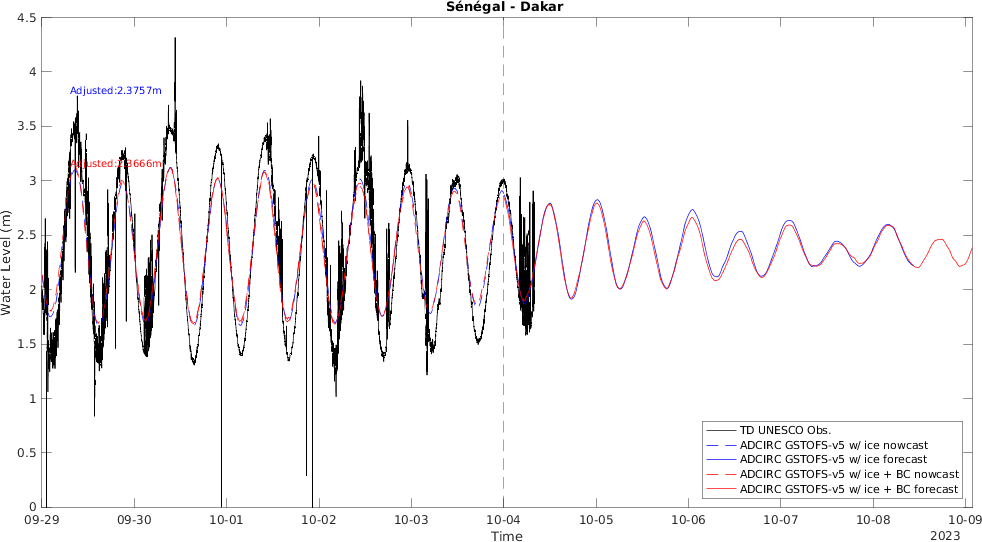 Sénégal - Dakar
4.5
4
3.5
3
2.5
2
1.5
1
0.5
0
Water Level (m)
Adjusted:2.3757m
Adjusted:2.3666m
TD UNESCO Obs.
ADCIRC GSTOFS-v5 w/ ice nowcast
ADCIRC GSTOFS-v5 w/ ice forecast
ADCIRC GSTOFS-v5 w/ ice + BC nowcast
ADCIRC GSTOFS-v5 w/ ice + BC forecast
09-29 09-30 10-01 10-02 10-03 10-04 10-05 10-06 10-07 10-08 10-09
Time
2023